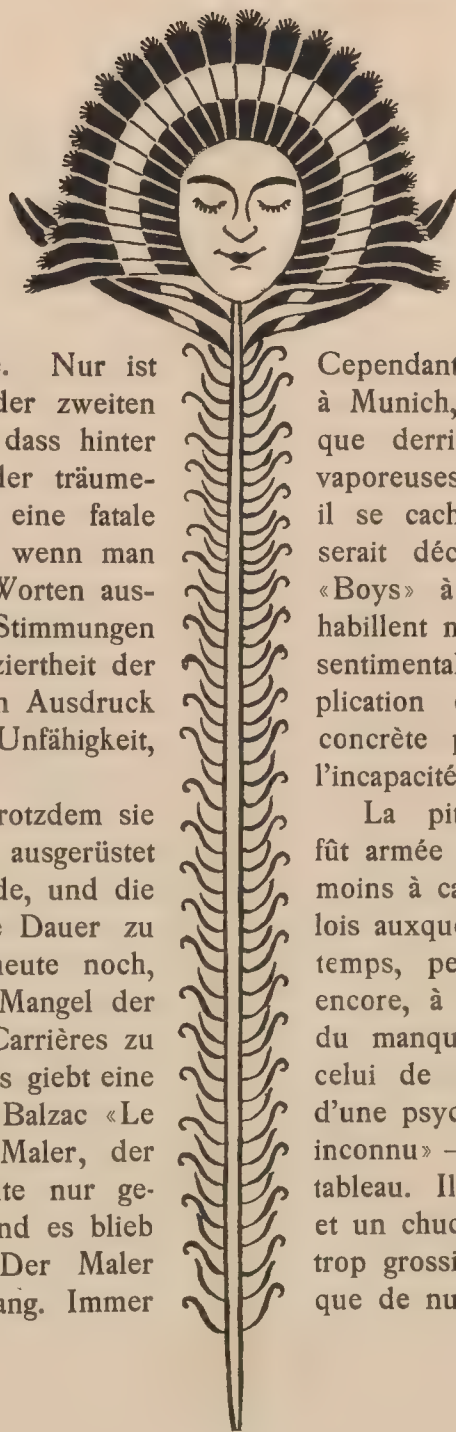 . Nur ist
der zweiten
dass hinter
der träume-
eine fatale
wenn man
Worten aus-
Stimmungen
ziertheit der
n Ausdruck
Unfähigkeit,
rotzdem sie
ausgerüstet
de, und die
e Dauer zu
neute noch,
Mangel der
Carrières zu
s giebt eine
Balzac «Le
Maler, der
te nur ge-
nd es blieb
Der Maler
ang. Immer
Cependant
à Munich,
que derri
vaporeuses
il se cach
serait déc
«Boys» à
habillent n
sentimental
plication
concrète p
l'incapacité
La pit
fût armée
moins à ca
lois auxque
temps, pe
encore, à
du manqu
celui de
d'une psyc
inconnu» –
tableau. Il
et un chuc
trop grossi
que de nu